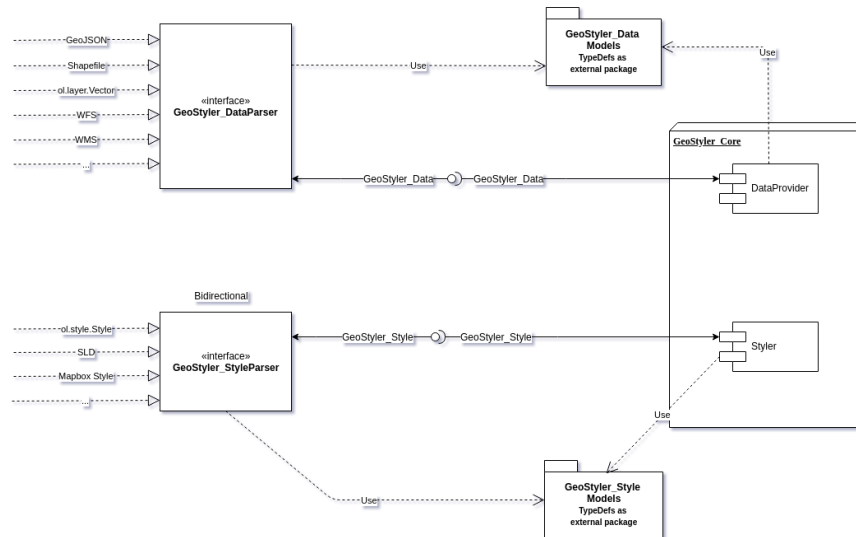 GeoJSON
Shapefile
ol.layer.Vector
WFS
WMS
...
«interface»
GeoStyler_DataParser
Use
GeoStyler_Data
Models
TypeDefs as
external package
Use
GeoStyler_Core
DataProvider
GeoStyler_Data
GeoStyler_Data
Bidirectional
ol.style.Style
SLD
Mapbox Style
...
«interface»
GeoStyler_StyleParser
GeoStyler_Style
GeoStyler_Style
Styler
Use
Use
GeoStyler_Style
Models
TypeDefs as
external package